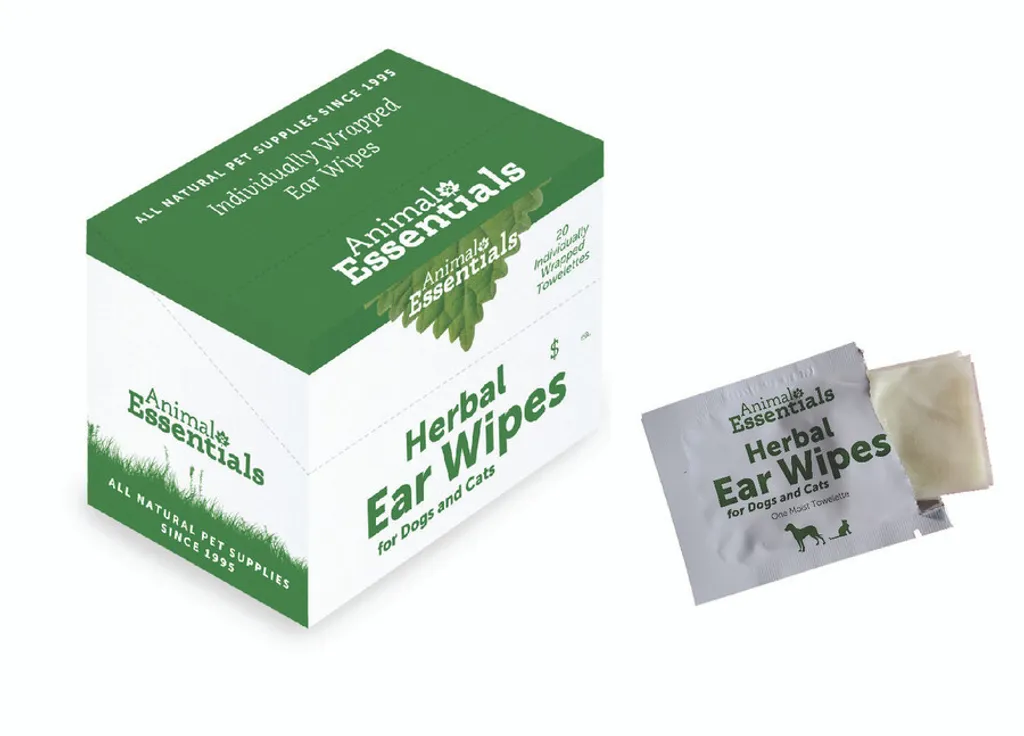 ALL NATURAL PET SUPPLIES SINCE 1995
Individually Wrapped
Ear Wipes
Animal
Essentials
Animal
Essentials
20
Individually
Wrapped
Towelettes
$
Herbal
Ear Wipes
for Dogs and Cats
Animal
Essentials
ALL NATURAL PET SUPPLIES
SINCE 1995
Animal
Essentials
Herbal
Ear Wipes
for Dogs and Cats
One Moist Towelette